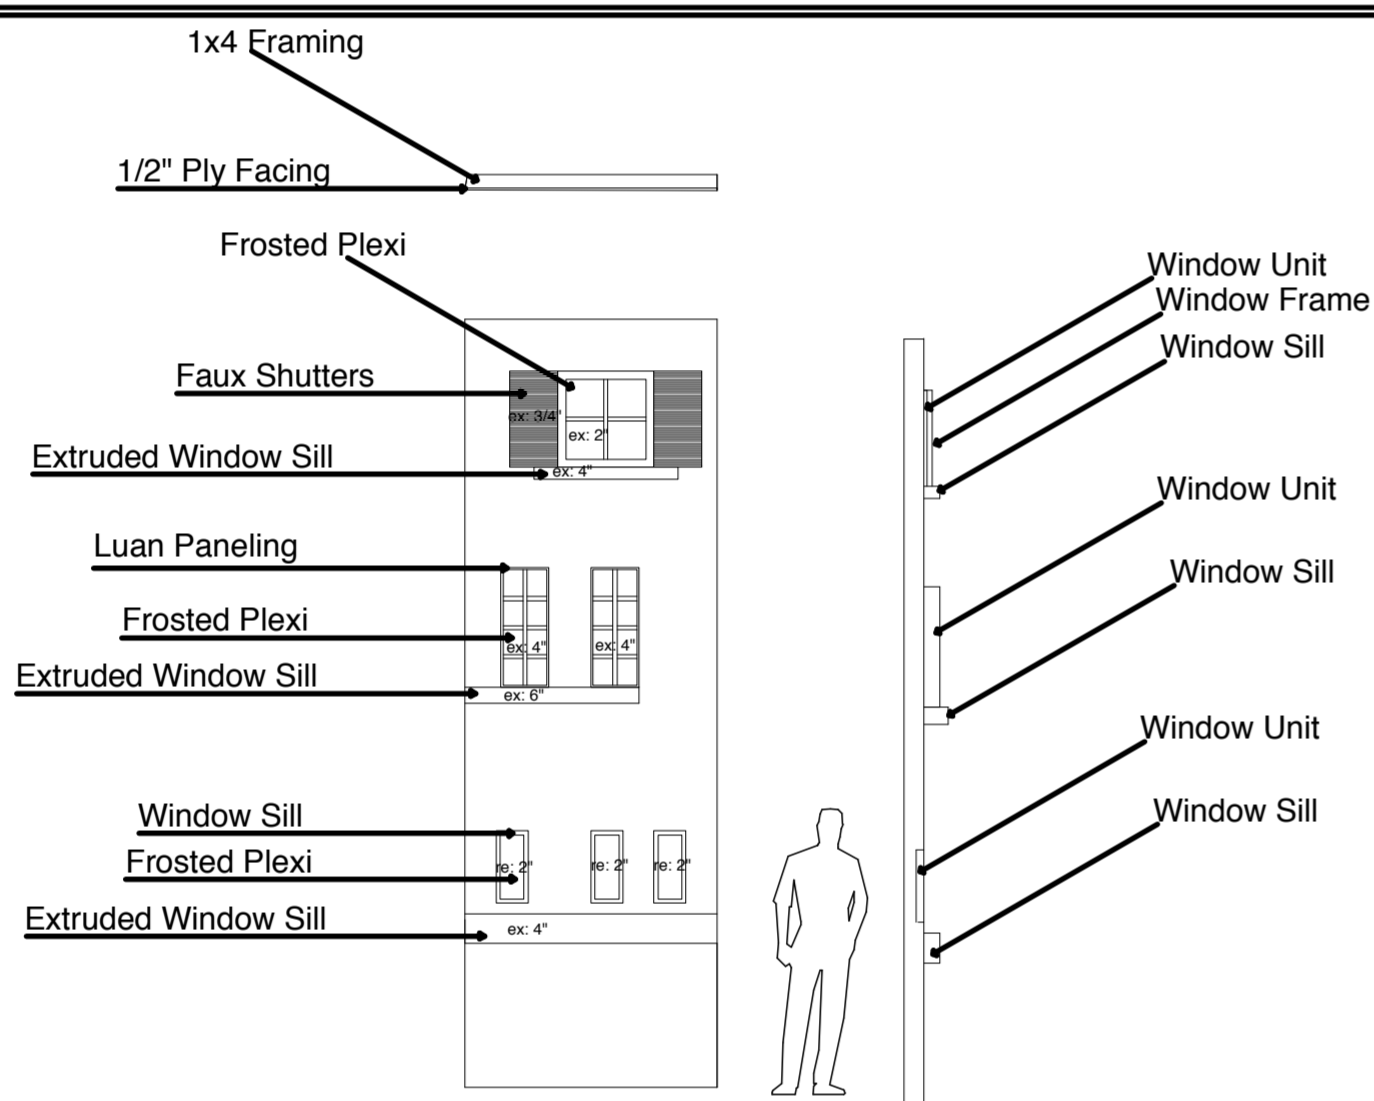 1x4 Framing
1/2" Ply Facing
Frosted Plexi
Faux Shutters
ex: 3/4"
ex: 2"
Extruded Window Sill
ex: 4"
Luan Paneling
Frosted Plexi
ex: 4"
ex: 4"
Extruded Window Sill
ex: 6"
Window Sill
Frosted Plexi
re: 2"
re: 2"
re: 2"
Extruded Window Sill
ex: 4"
Window Unit
Window Frame
Window Sill
Window Unit
Window Sill
Window Unit
Window Sill